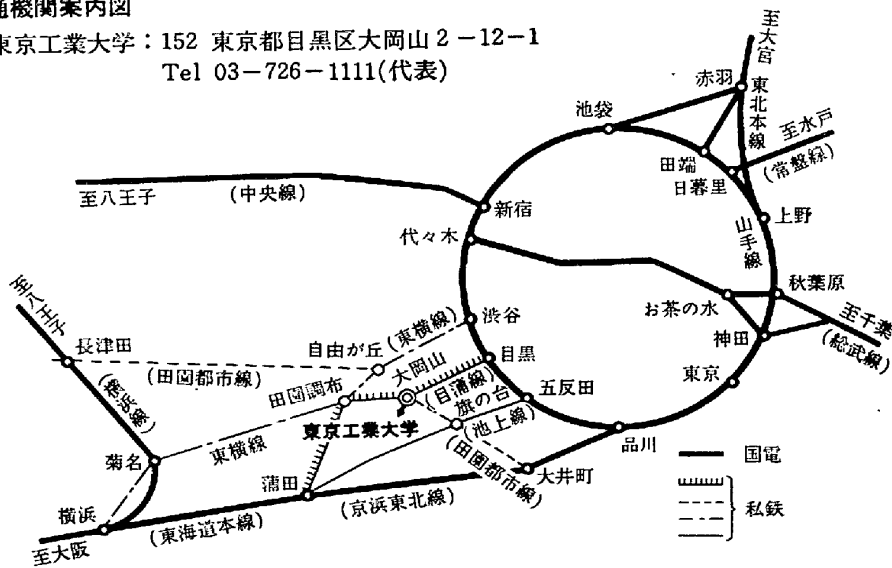 通機関案内図
東京工業大学：152 東京都目黒区大岡山2－12－1
Tel 03－726－1111(代表)
至大宮
赤羽
東北本線
池袋
至水戸
(常盤線)
田端
日暮里
至八王子
(中央線)
新宿
上野
山手線
代々木
秋葉原
お茶の水
至千葉
(総武線)
神田
至八王子
長津田
渋谷
(東横線)
自由が丘
大岡山
目黒
(田園都市線)
田園調布
(目蒲線)
旗の台
五反田
東京
(横浜線)
東京工業大学
(池上線)
品川
菊名
東横線
(田園都市線)
大井町
国電
蒲田
横浜
(京浜東北線)
私鉄
(東海道本線)
至大阪